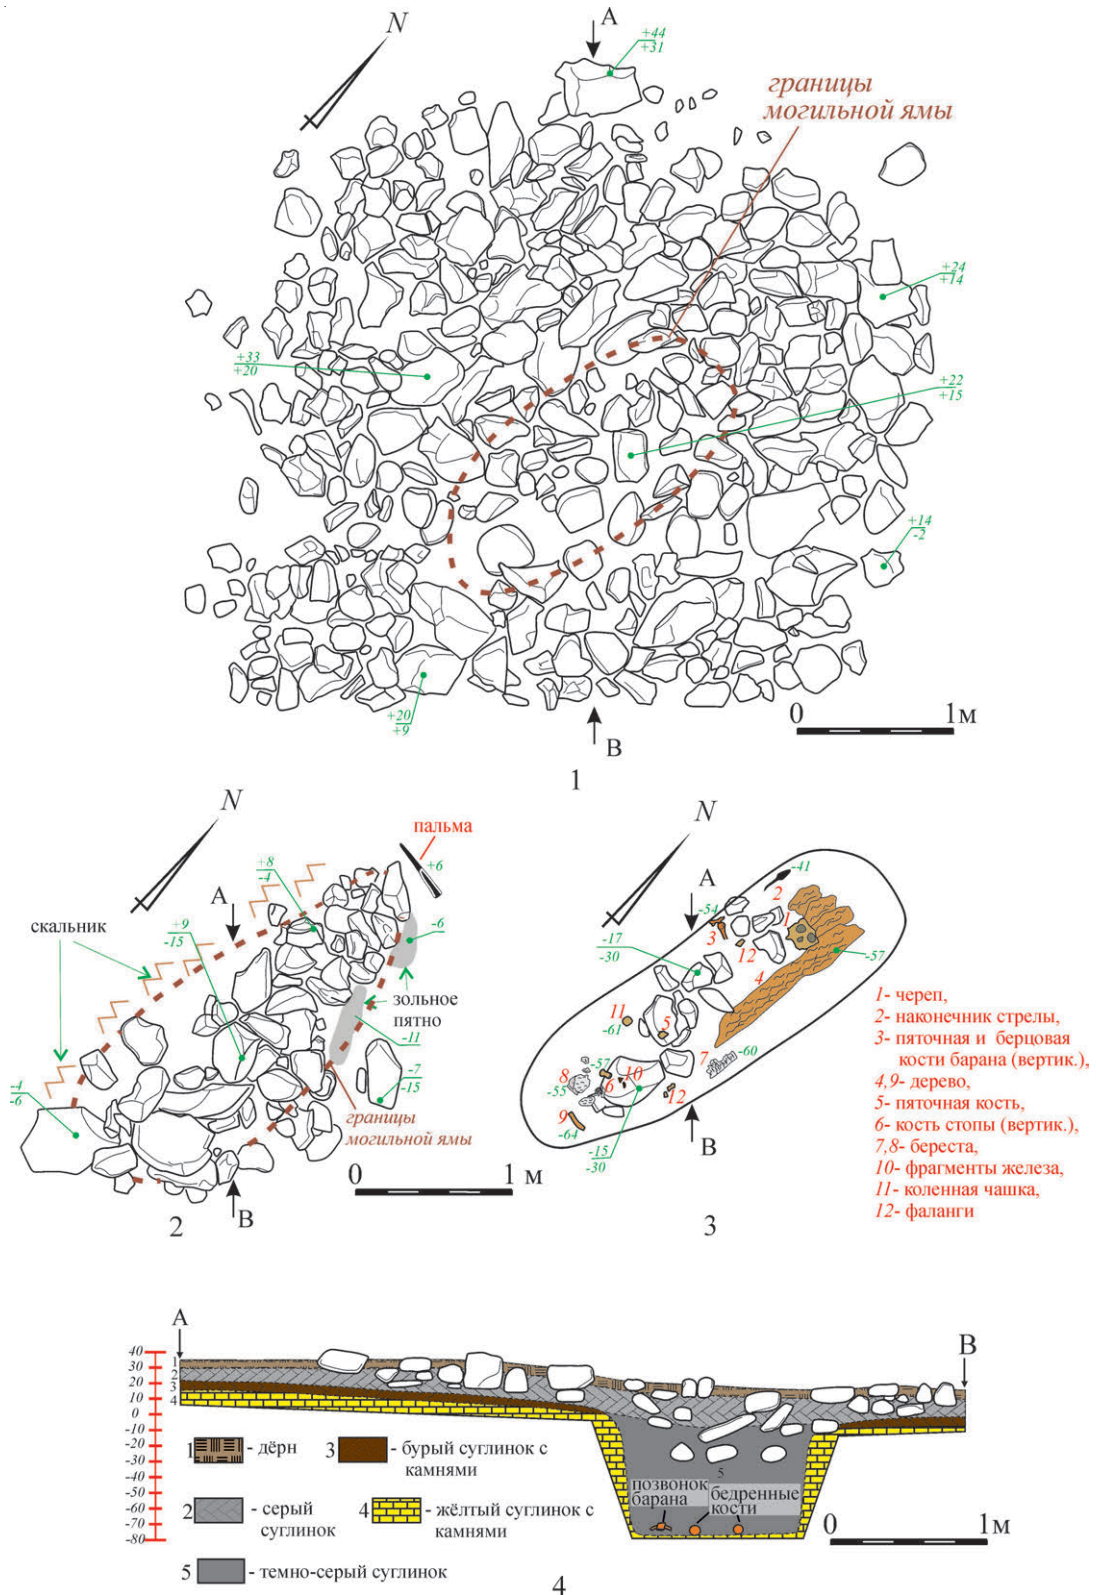 N
A
+44
+31
границы
могильной ямы
+24
+14
+33
+20
+22
+15
+14
-2
+20
+9
B
0 1м
1
N
пальма
+6
+8
-4
A
+9
-15
скальник
-6
зольное
пятно
-11
-7
-15
-4
-6
границы
могильной ямы
0 1 м
B
2
N
-41
A
2
-54
1
3
12
-17
-30
4
-57
11
5
-61
7
-60
-57
8
10
-55
6
12
9
-64
-15
-30
B
3
1- череп,
2- наконечник стрелы,
3- пяточная и берцовая
кости барана (вертик.),
4,9- дерево,
5- пяточная кость,
6- кость стопы (вертик.),
7,8- береста,
10- фрагменты железа,
11- коленная чашка,
12- фаланги
A
B
40
30
20
10
0
-10
-20
-30
-40
-50
-60
-70
-80
1
2
3
4
1 - дёрн
3 - бурый суглинок с
камнями
2 - серый
суглинок
4 - жёлтый суглинок с
камнями
5 - темно-серый суглинок
5
позвонок
барана
бедренные
кости
0 1м
4